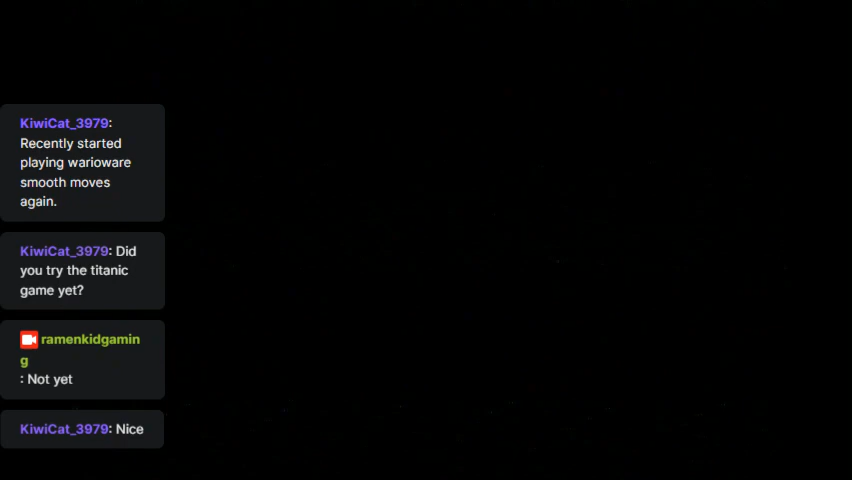 KiwiCat_3979:
Recently started
playing warioware
smooth moves
again.
KiwiCat_3979: Did
you try the titanic
game yet?
ramenkidgamin
g
: Not yet
KiwiCat_3979: Nice